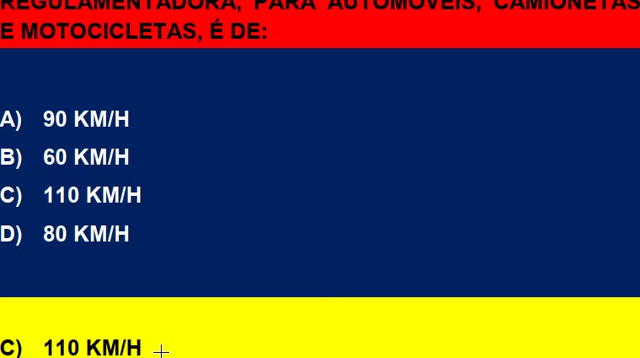 REGULAMENTADORA, PARA AUTOMÓVEIS, CAMIONETAS
E MOTOCICLETAS, É DE:
A) 90 KM/H
B) 60 KM/H
C) 110 KM/H
D) 80 KM/H
C) 110 KM/H